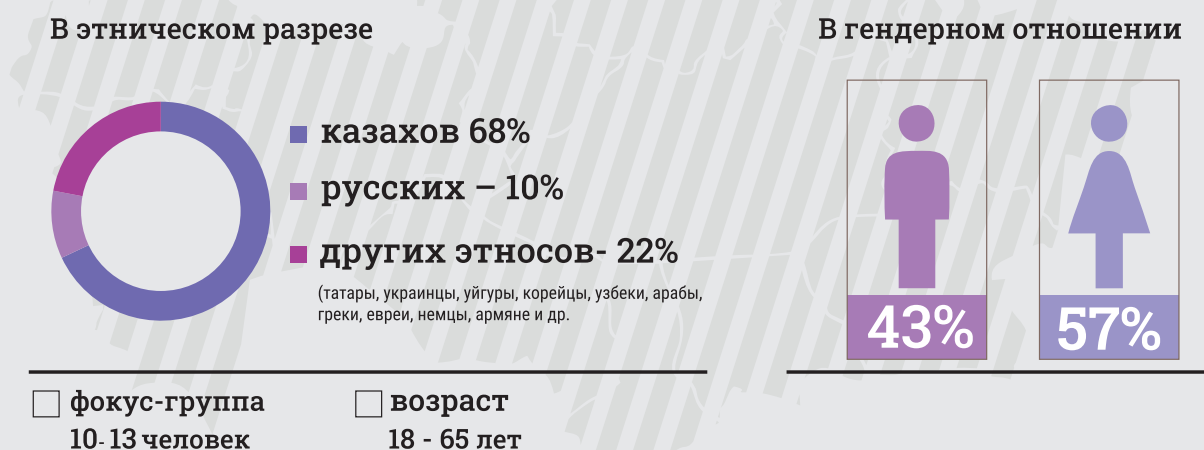 В этническом разрезе
казахов 68%
русских – 10%
других этносов- 22%
(татары, украинцы, уйгуры, корейцы, узбеки, арабы,
греки, евреи, немцы, армяне и др.
В гендерном отношении
43%
57%
фокус-группа
10- 13 человек
возраст
18 - 65 лет